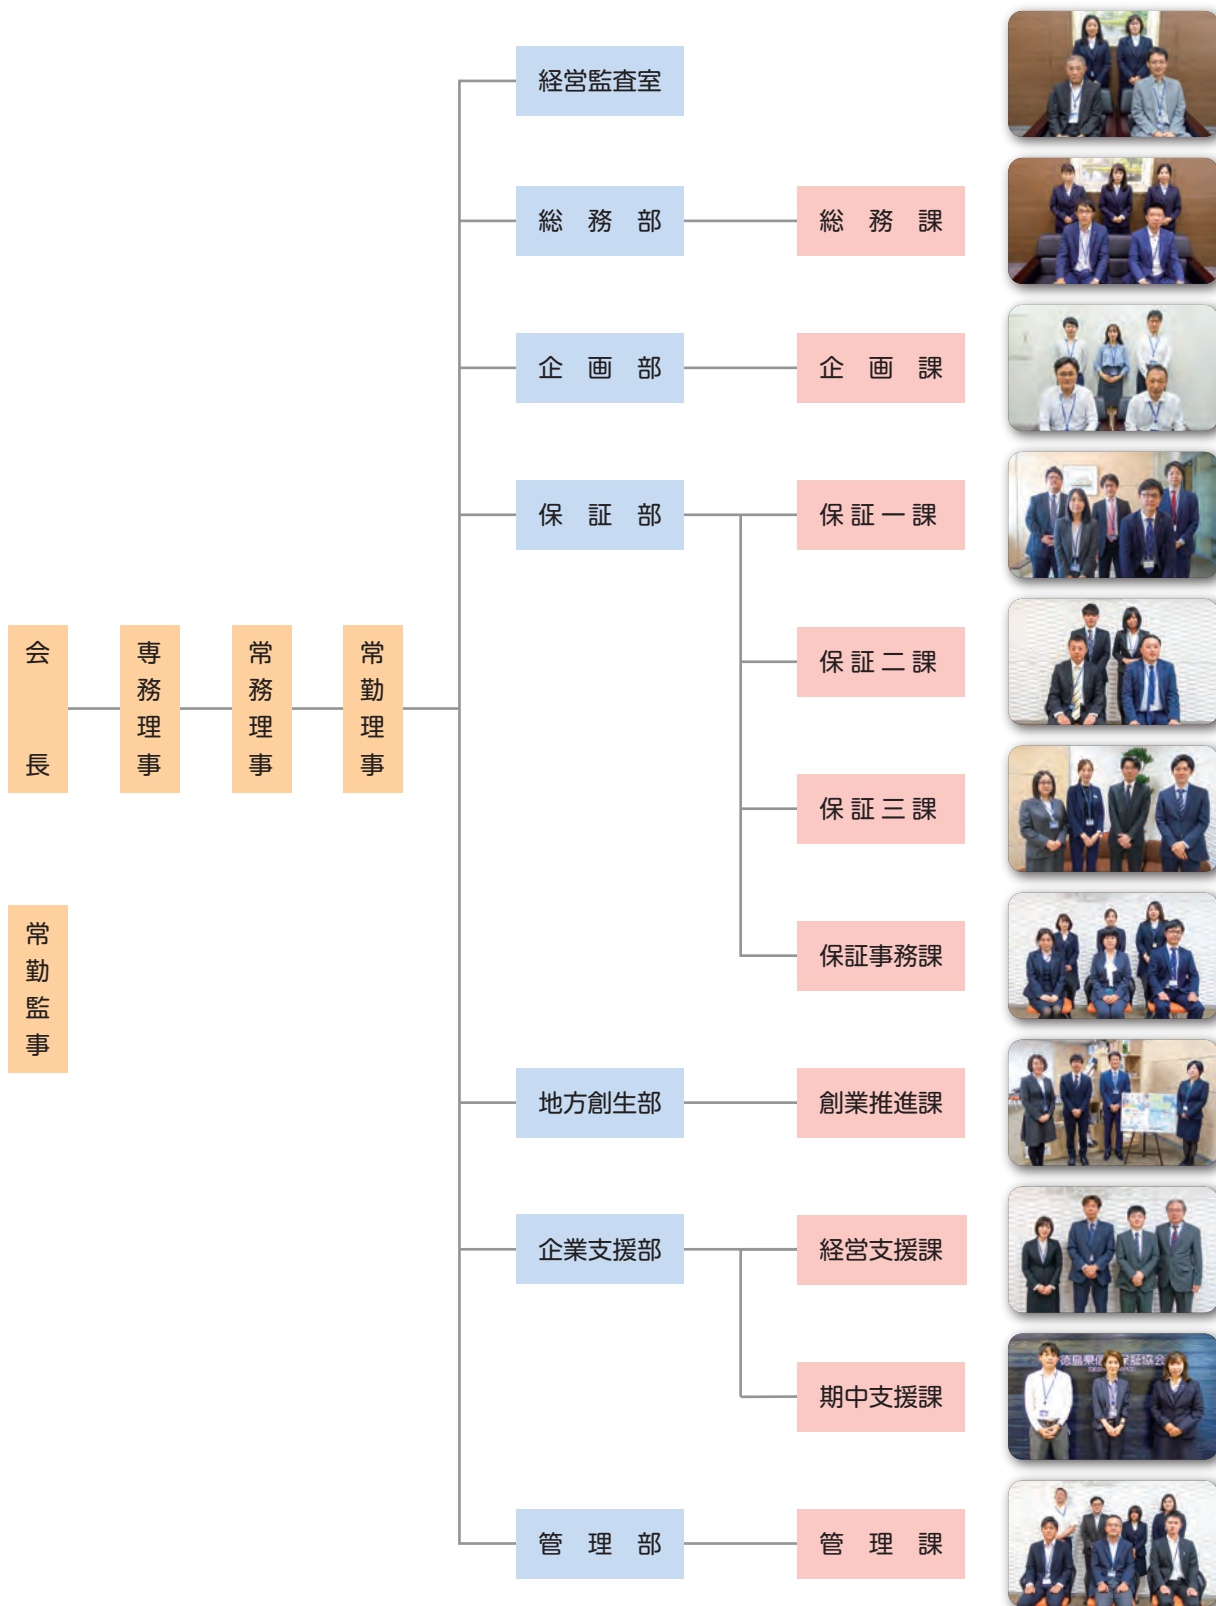 会長
専務理事
常務理事
常勤理事
常勤監事
経営監査室
総務部
総務課
企画部
企画課
保証部
保証一課
保証二課
保証三課
保証事務課
地方創生部
創業推進課
企業支援部
経営支援課
期中支援課
管理部
管理課